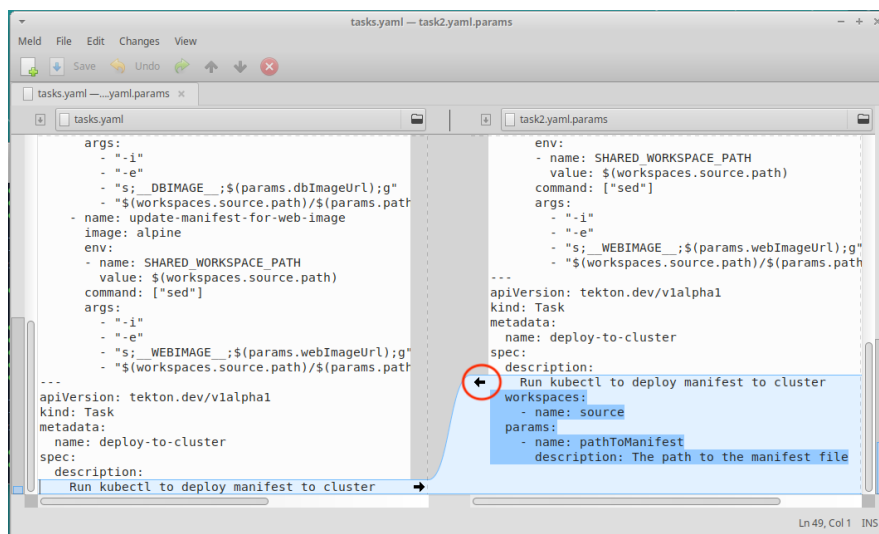 tasks.yaml — task2.yaml.params
Meld File Edit Changes View
Save Undo
tasks.yaml —....yaml.params ×
tasks.yaml
args:
- "-i"
- "-e"
- "s;__DBIMAGE__;$(params.dbImageUrl);g"
- "$(workspaces.source.path)/$(params.path
- name: update-manifest-for-web-image
image: alpine
env:
- name: SHARED_WORKSPACE_PATH
value: $(workspaces.source.path)
command: ["sed"]
args:
- "-i"
- "-e"
- "s;__WEBIMAGE__;$(params.webImageUrl);g"
- "$(workspaces.source.path)/$(params.path
---
apiVersion: tekton.dev/v1alpha1
kind: Task
metadata:
name: deploy-to-cluster
spec:
description:
Run kubectl to deploy manifest to cluster
task2.yaml.params
env:
- name: SHARED_WORKSPACE_PATH
value: $(workspaces.source.path)
command: ["sed"]
args:
- "-i"
- "-e"
- "s;__WEBIMAGE__;$(params.webImageUrl);g"
- "$(workspaces.source.path)/$(params.path
---
apiVersion: tekton.dev/v1alpha1
kind: Task
metadata:
name: deploy-to-cluster
spec:
description:
Run kubectl to deploy manifest to cluster
workspaces:
- name: source
params:
- name: pathToManifest
description: The path to the manifest file
Ln 49, Col 1 INS